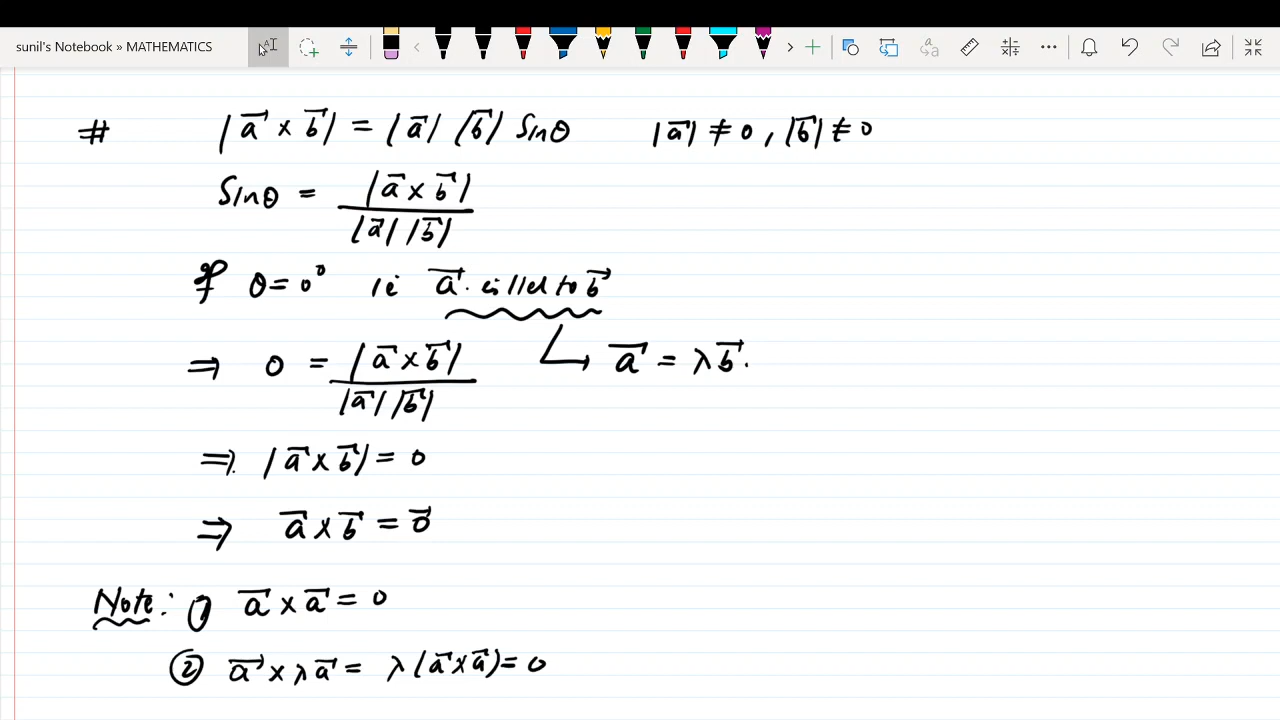 sunil's Notebook » MATHEMATICS
# |a⃗ × b⃗| = |a⃗| |b⃗| Sinθ |a⃗| ≠ 0, |b⃗| ≠ 0
Sinθ = |a⃗ × b⃗| / |a⃗| |b⃗|
If θ = 0° ie a⃗ is llel to b⃗
⇒ 0 = |a⃗ × b⃗| / |a⃗| |b⃗| ↳ a⃗ = λb⃗.
⇒ |a⃗ × b⃗| = 0
⇒ a⃗ × b⃗ = 0⃗
Note: ① a⃗ × a⃗ = 0
② a⃗ × λa⃗ = λ(a⃗ × a⃗) = 0